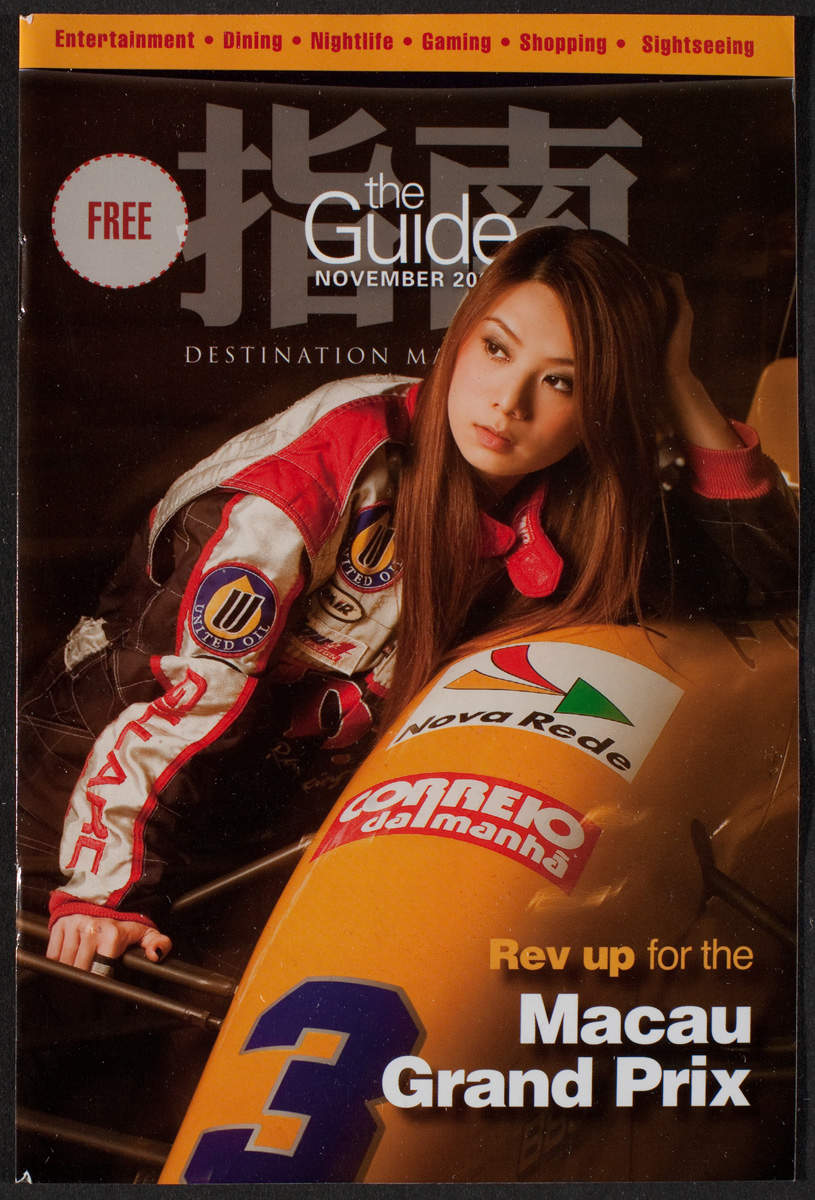 Entertainment • Dining • Nightlife • Gaming • Shopping • Sightseeing
指南
FREE
the
Guide
NOVEMBER
DESTINATION
UNITED OIL
UNITED OIL
Nova Rede
CORREIO
da manhã
Rev up for the
Macau
Grand Prix
3